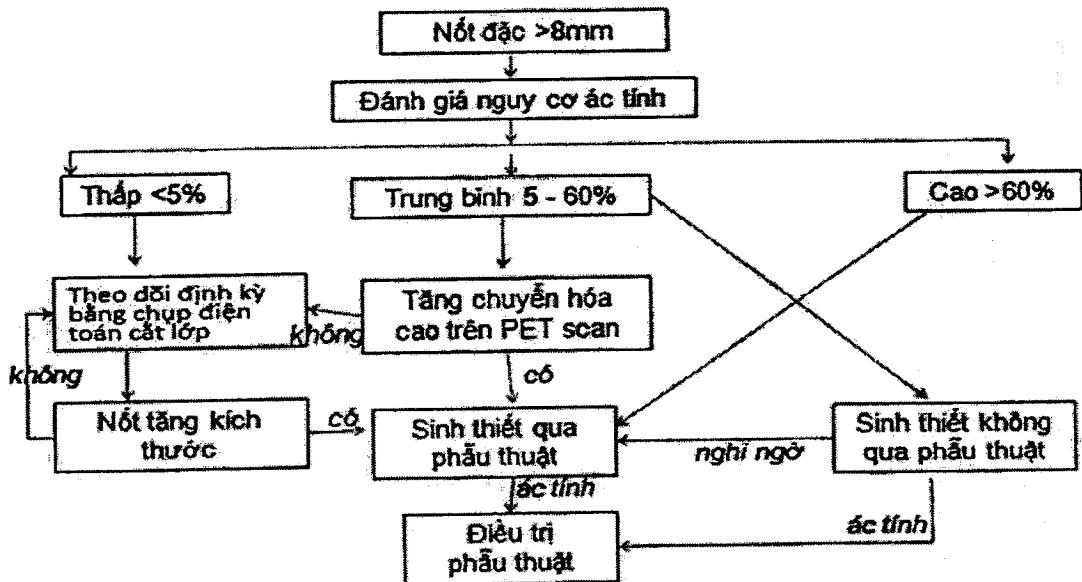 Nốt đặc >8mm
Đánh giá nguy cơ ác tính
Thấp <5%
Trung bình 5 - 60%
Cao >60%
Theo dõi định kỳ
bằng chụp điện
toán cắt lớp
không
Tăng chuyển hóa
cao trên PET scan
không
có
Nốt tăng kích
thước
có
Sinh thiết qua
phẫu thuật
nghĩ ngờ
Sinh thiết không
qua phẫu thuật
ác tính
ác tính
Điều trị
phẫu thuật